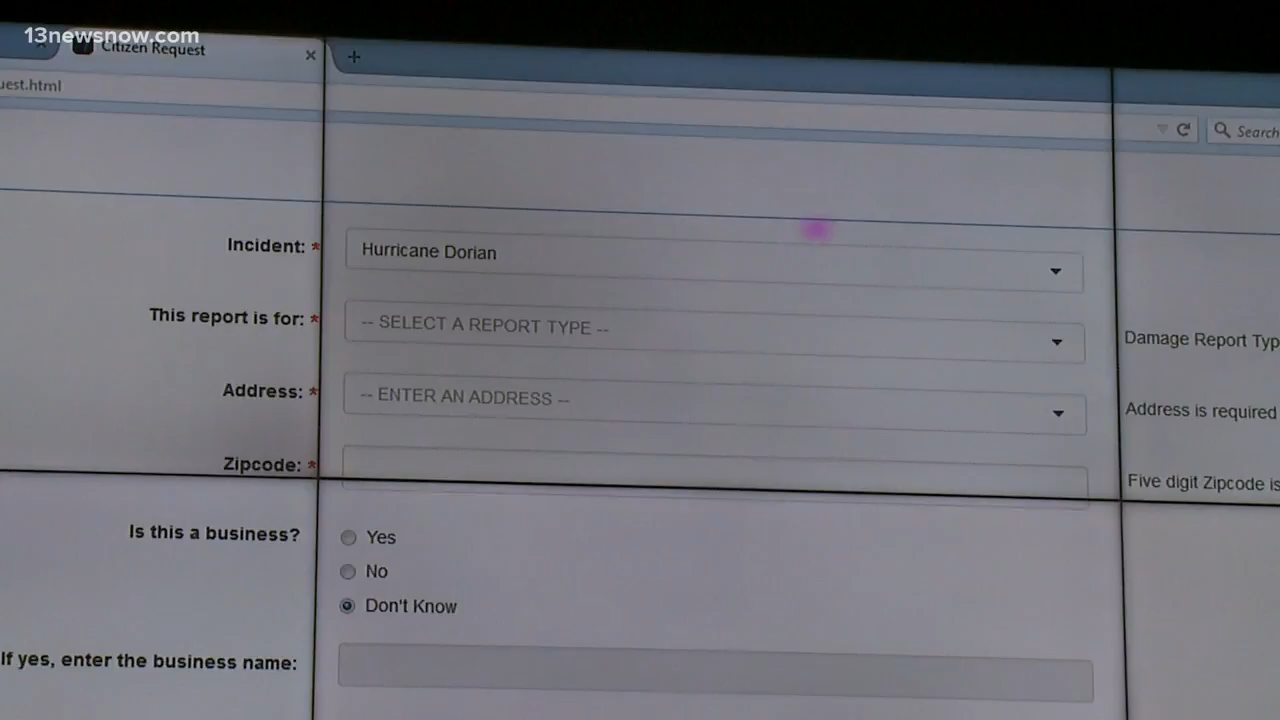 13newsnow.com
Citizen Request
uest.html
Search
Incident: *
Hurricane Dorian
This report is for: *
-- SELECT A REPORT TYPE --
Damage Report Typ
Address: *
-- ENTER AN ADDRESS --
Address is required
Zipcode: *
Five digit Zipcode is
Is this a business?
Yes
No
Don't Know
If yes, enter the business name: